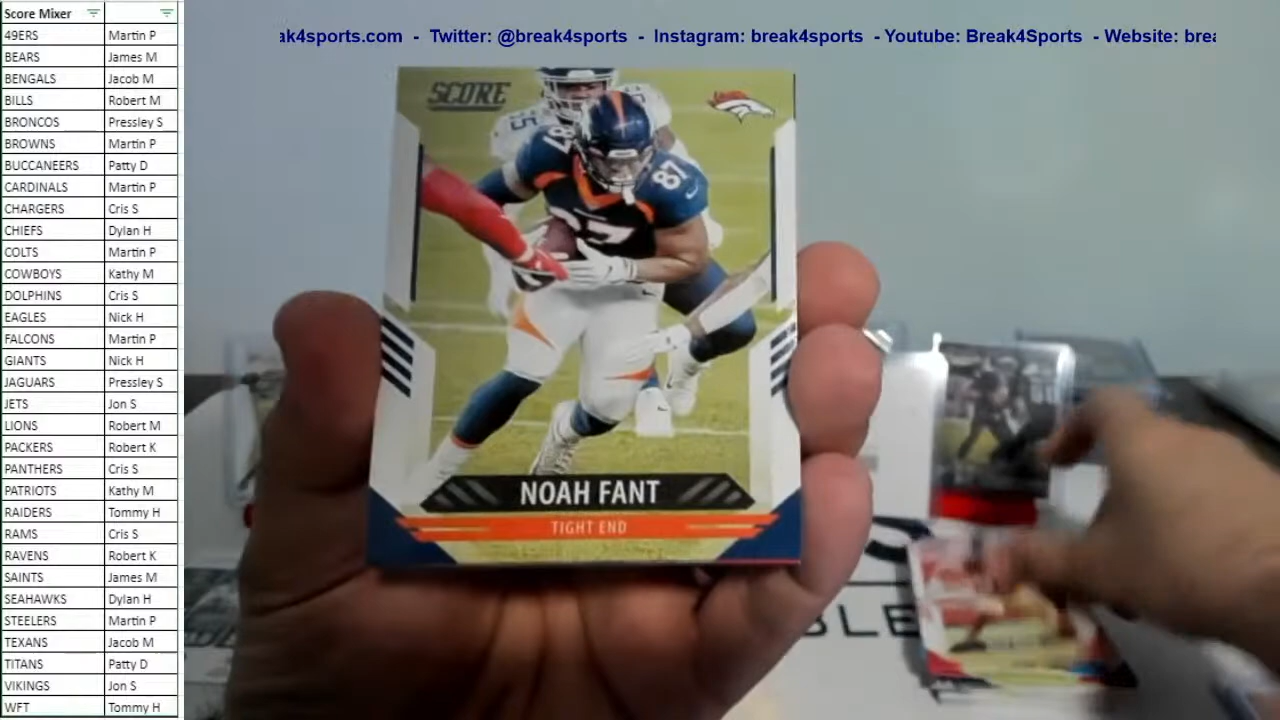 Score Mixer
49ERS Martin P
BEARS James M
BENGALS Jacob M
BILLS Robert M
BRONCOS Pressley S
BROWNS Martin P
BUCCANEERS Patty D
CARDINALS Martin P
CHARGERS Cris S
CHIEFS Dylan H
COLTS Martin P
COWBOYS Kathy M
DOLPHINS Cris S
EAGLES Nick H
FALCONS Martin P
GIANTS Nick H
JAGUARS Pressley S
JETS Jon S
LIONS Robert M
PACKERS Robert K
PANTHERS Cris S
PATRIOTS Kathy M
RAIDERS Tommy H
RAMS Cris S
RAVENS Robert K
SAINTS James M
SEAHAWKS Dylan H
STEELERS Martin P
TEXANS Jacob M
TITANS Patty D
VIKINGS Jon S
WFT Tommy H
ak4sports.com - Twitter: @break4sports - Instagram: break4sports - Youtube: Break4Sports - Website: brea
SCORE
35
87
87
87
NOAH FANT
TIGHT END